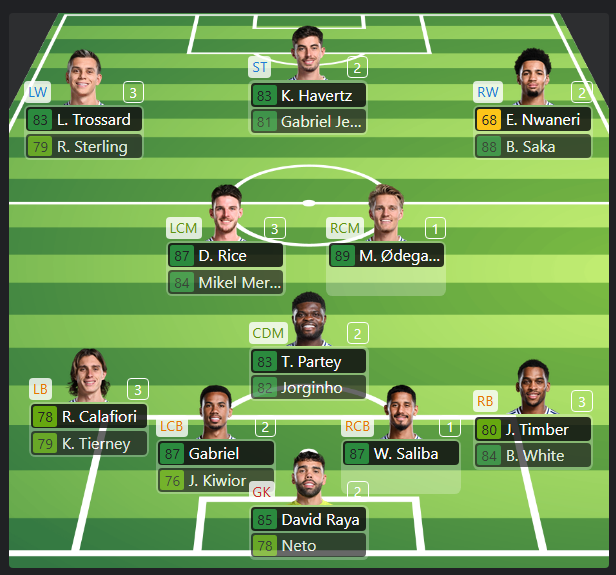 ST 2
LW 3
RW 2
83 K. Havertz
81 Gabriel Je...
83 L. Trossard
79 R. Sterling
68 E. Nwaneri
88 B. Saka
LCM 3
RCM 1
87 D. Rice
84 Mikel Mer...
89 M. Ødega...
CDM 2
83 T. Partey
82 Jorginho
LB 3
RB 3
78 R. Calafiori
79 K. Tierney
LCB 2
RCB 1
80 J. Timber
84 B. White
87 Gabriel
76 J. Kiwior
87 W. Saliba
GK 2
85 David Raya
78 Neto